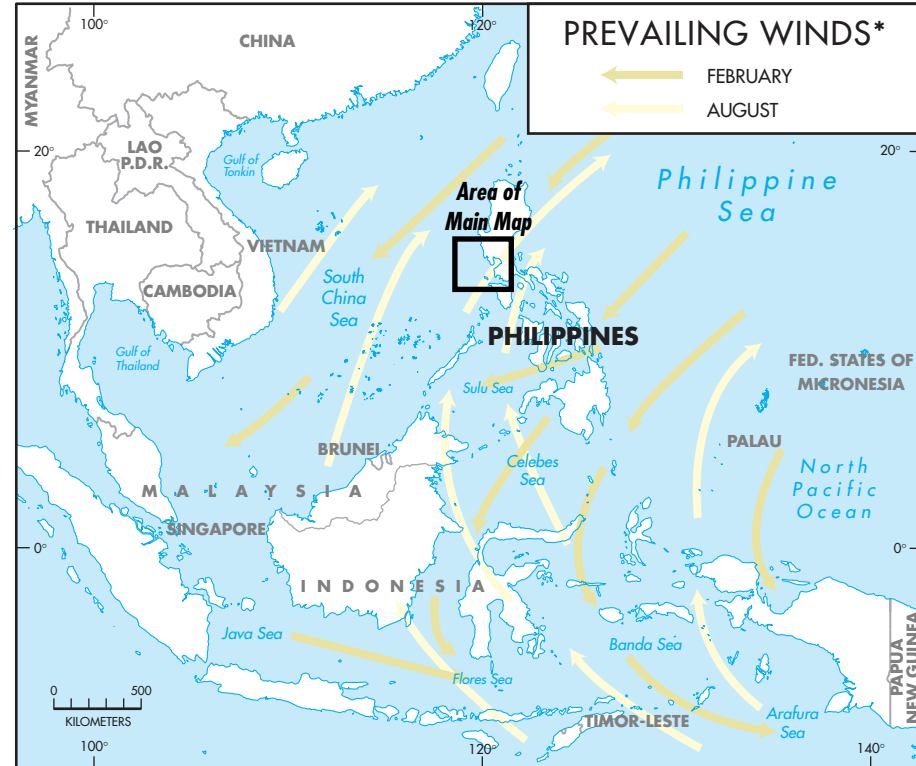 100°
120°
PREVAILING WINDS*
FEBRUARY
AUGUST
CHINA
MYANMAR
20°
20°
LAO
P.D.R.
Gulf of
Tonkin
Philippine
Sea
Area of
Main Map
THAILAND
VIETNAM
CAMBODIA
South
China
Sea
PHILIPPINES
Gulf of
Thailand
FED. STATES OF
MICRONESIA
Sulu Sea
BRUNEI
PALAU
Celebes
Sea
North
Pacific
Ocean
MALAYSIA
SINGAPORE
0°
0°
INDONESIA
Java Sea
Banda Sea
Flores Sea
PAPUA
NEW GUINEA
0 500
KILOMETERS
TIMOR-LESTE
Arafura
Sea
100°
120°
140°